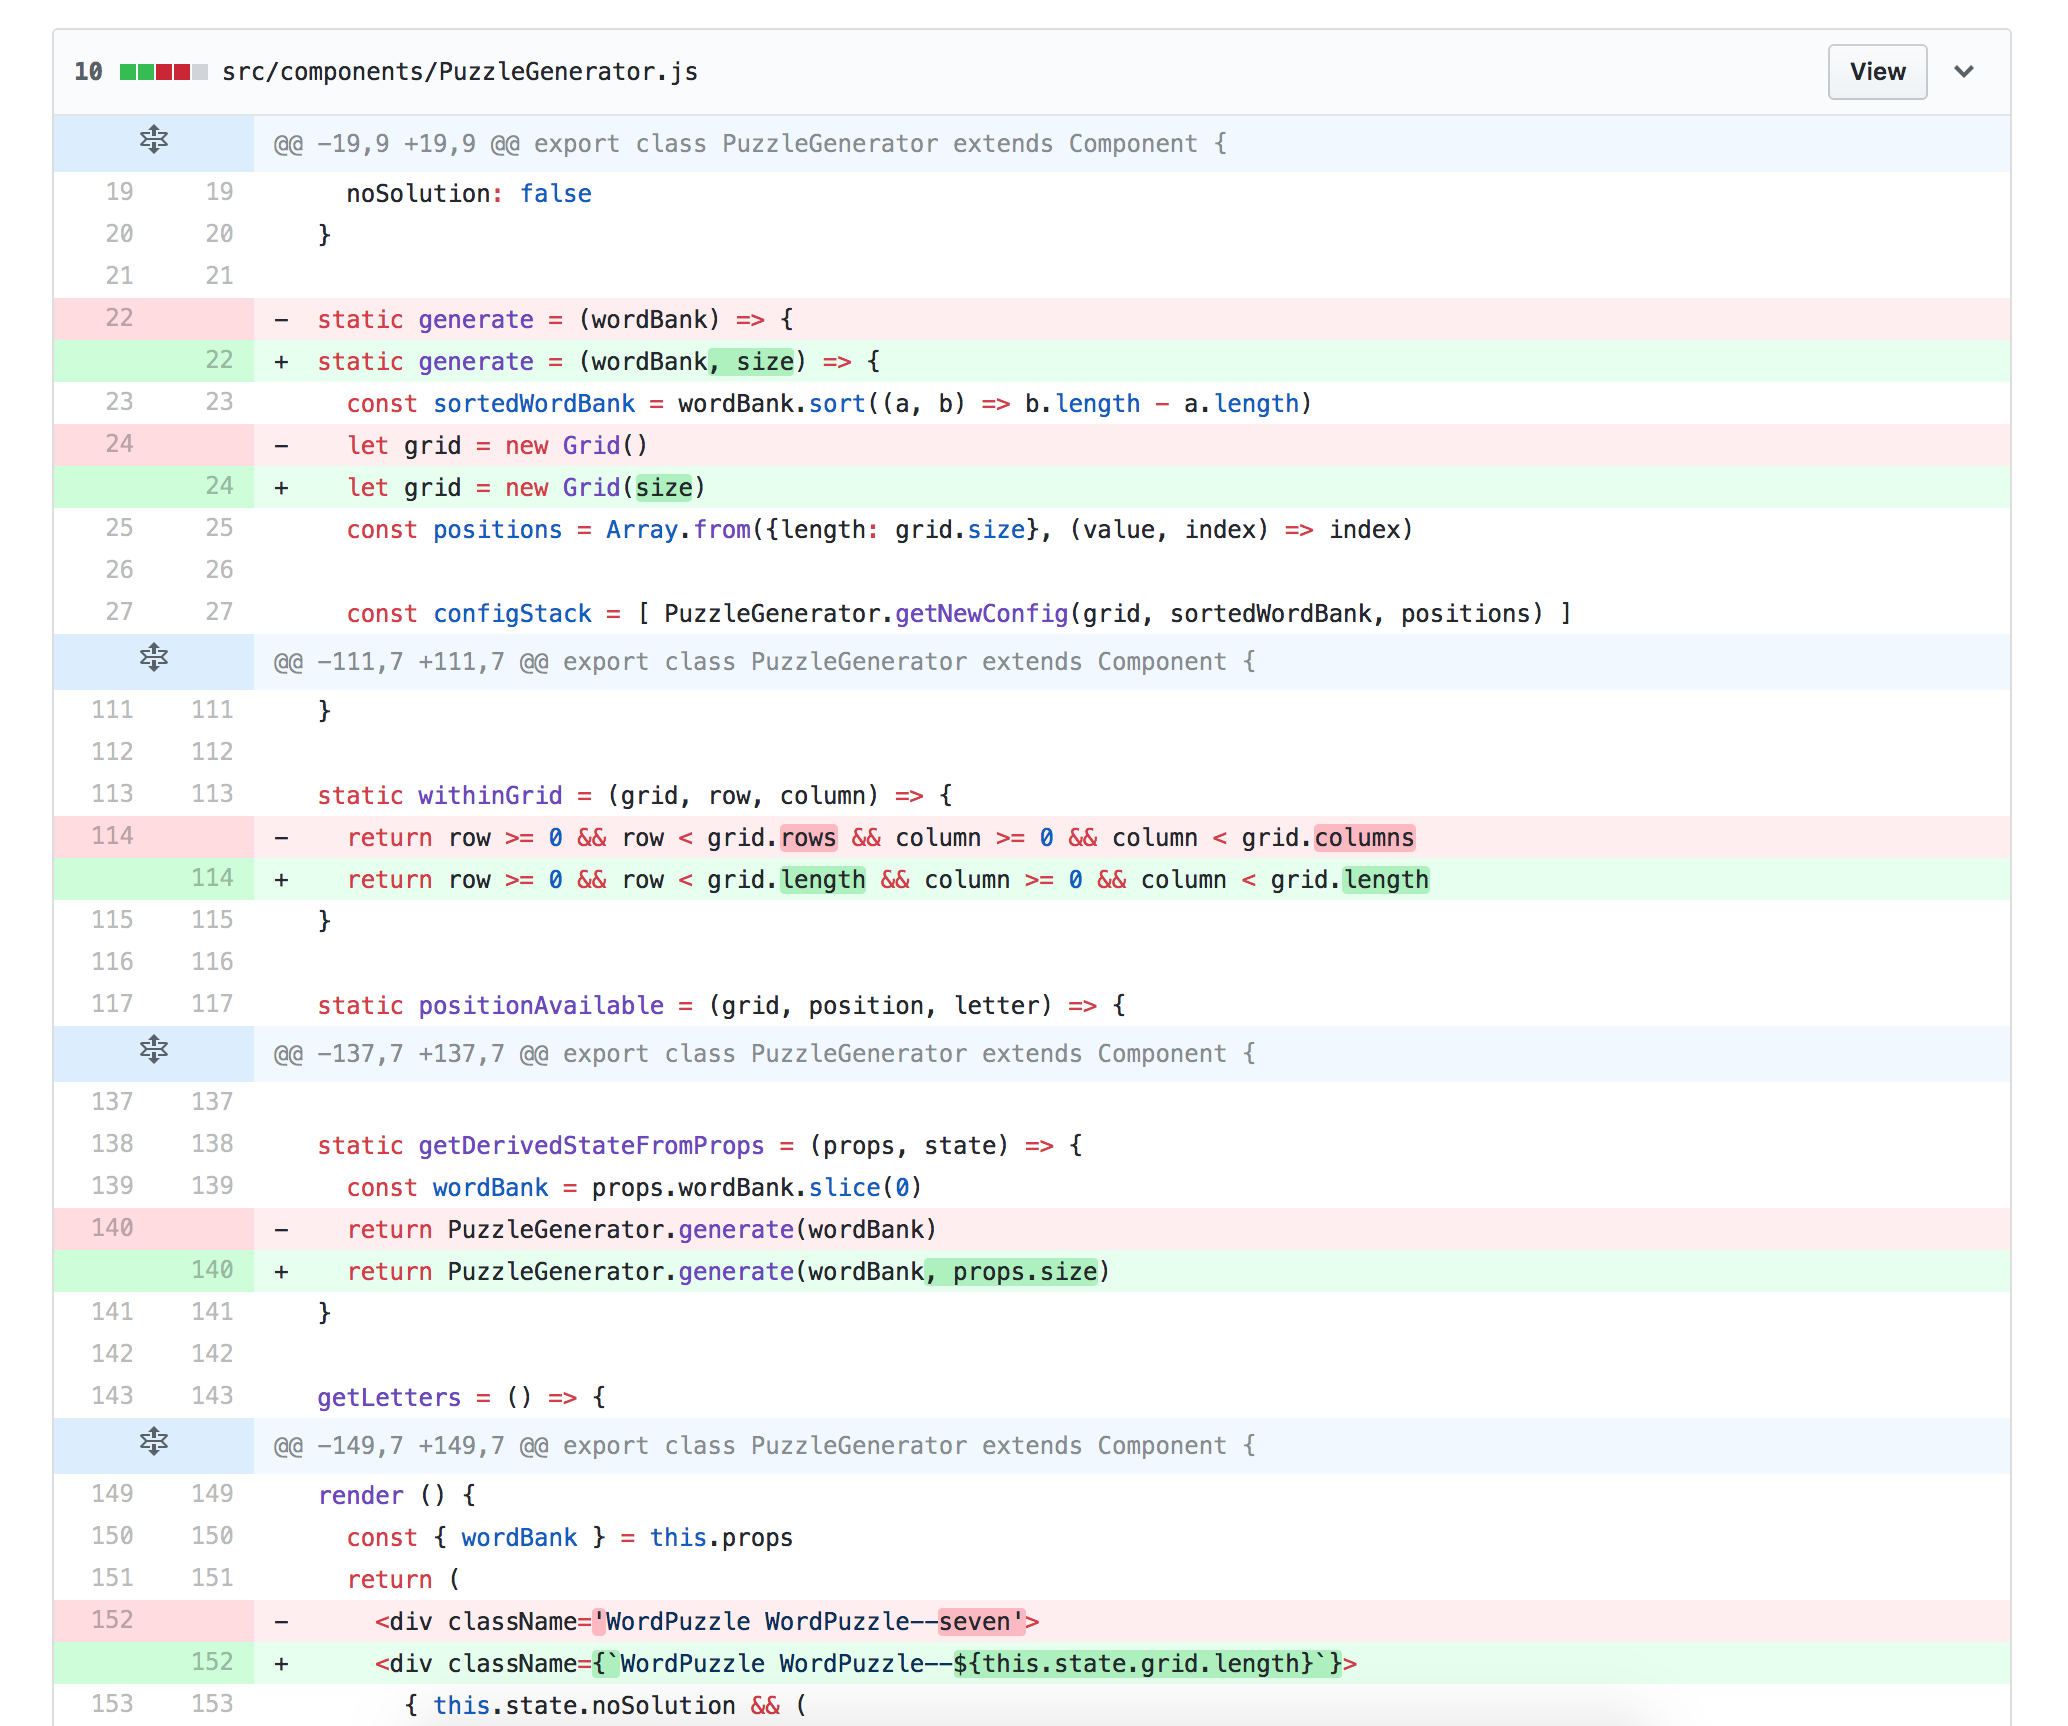 10 src/components/PuzzleGenerator.js View
@@ -19,9 +19,9 @@ export class PuzzleGenerator extends Component {
19 19 noSolution: false
20 20 }
21 21
22 - static generate = (wordBank) => {
22 + static generate = (wordBank, size) => {
23 23 const sortedWordBank = wordBank.sort((a, b) => b.length - a.length)
24 - let grid = new Grid()
24 + let grid = new Grid(size)
25 25 const positions = Array.from({length: grid.size}, (value, index) => index)
26 26
27 27 const configStack = [ PuzzleGenerator.getNewConfig(grid, sortedWordBank, positions) ]
@@ -111,7 +111,7 @@ export class PuzzleGenerator extends Component {
111 111 }
112 112
113 113 static withinGrid = (grid, row, column) => {
114 - return row >= 0 && row < grid.rows && column >= 0 && column < grid.columns
114 + return row >= 0 && row < grid.length && column >= 0 && column < grid.length
115 115 }
116 116
117 117 static positionAvailable = (grid, position, letter) => {
@@ -137,7 +137,7 @@ export class PuzzleGenerator extends Component {
137 137
138 138 static getDerivedStateFromProps = (props, state) => {
139 139 const wordBank = props.wordBank.slice(0)
140 - return PuzzleGenerator.generate(wordBank)
140 + return PuzzleGenerator.generate(wordBank, props.size)
141 141 }
142 142
143 143 getLetters = () => {
@@ -149,7 +149,7 @@ export class PuzzleGenerator extends Component {
149 149 render () {
150 150 const { wordBank } = this.props
151 151 return (
152 - <div className='WordPuzzle WordPuzzle--seven'>
152 + <div className={`WordPuzzle WordPuzzle--${this.state.grid.length}`}>
153 153 { this.state.noSolution && (